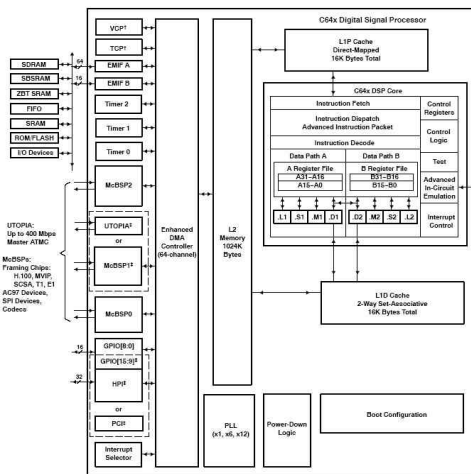 C64x Digital Signal Processor
VCP†
TCP†
EMIF A
EMIF B
Timer 2
Timer 1
Timer 0
McBSP2
UTOPIA‡
or
McBSP1‡
McBSP0
GPIO[8:0]
GPIO[15:9]‡
HPI‡
or
PCI‡
Interrupt
Selector
64
16
16
32
SDRAM
SBSRAM
ZBT SRAM
FIFO
SRAM
ROM/FLASH
I/O Devices
UTOPIA:
Up to 400 Mbps
Master ATMC
McBSPs:
Framing Chips:
H.100, MVIP,
SCSA, T1, E1
AC97 Devices,
SPI Devices,
Codecs
Enhanced
DMA
Controller
(64-channel)
L2
Memory
1024K
Bytes
L1P Cache
Direct-Mapped
16K Bytes Total
C64x DSP Core
Instruction Fetch
Instruction Dispatch
Advanced Instruction Packet
Instruction Decode
Data Path A
A Register File
A31–A16
A15–A0
Data Path B
B Register File
B31–B16
B15–B0
.L1
.S1
.M1
.D1
.D2
.M2
.S2
.L2
Control
Registers
Control
Logic
Test
Advanced
In-Circuit
Emulation
Interrupt
Control
L1D Cache
2-Way Set-Associative
16K Bytes Total
PLL
(x1, x6, x12)
Power-Down
Logic
Boot Configuration